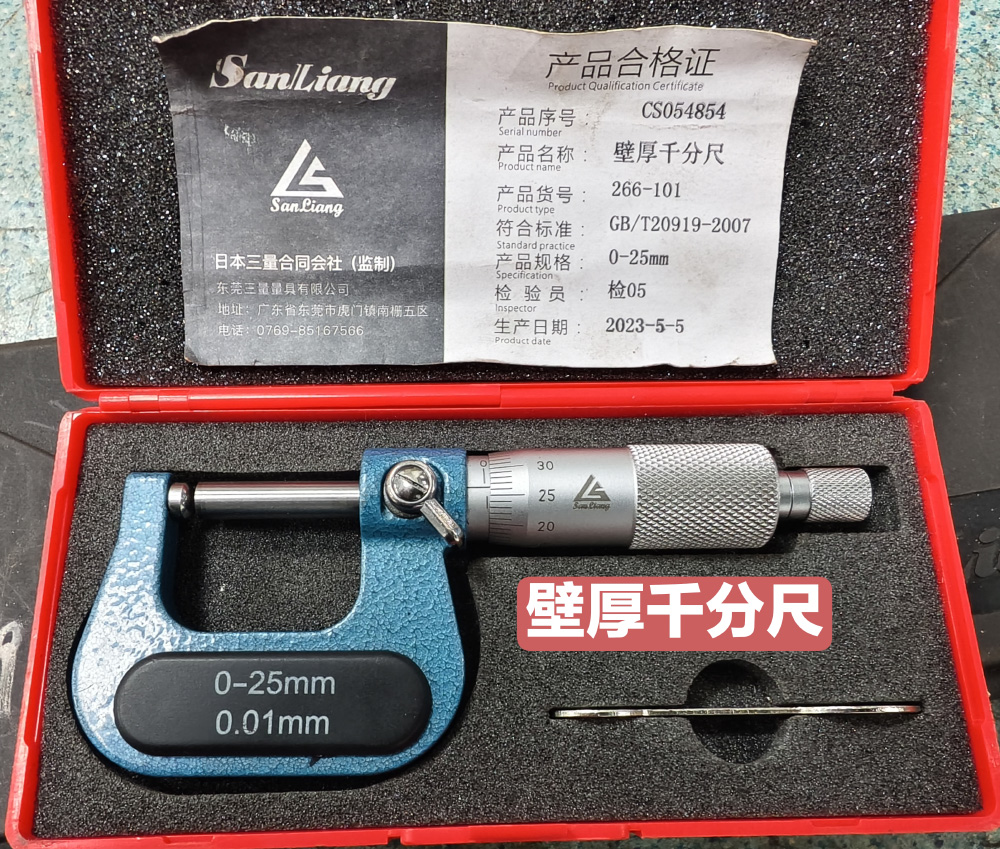 SanLiang
SanLiang
日本三量合同会社（监制）
东莞三量量具有限公司
地址：广东省东莞市虎门镇南栅五区
电话：0769-85167566
产品合格证
Product Qualification Certificate
产品序号： CS054854
Serial number
产品名称： 壁厚千分尺
Product name
产品货号： 266-101
Product type
符合标准： GB/T20919-2007
Standard practice
产品规格： 0-25mm
Specification
检验员： 检05
Inspector
生产日期： 2023-5-5
Product date
0
30
25
20
SanLiang
壁厚千分尺
0-25mm
0.01mm